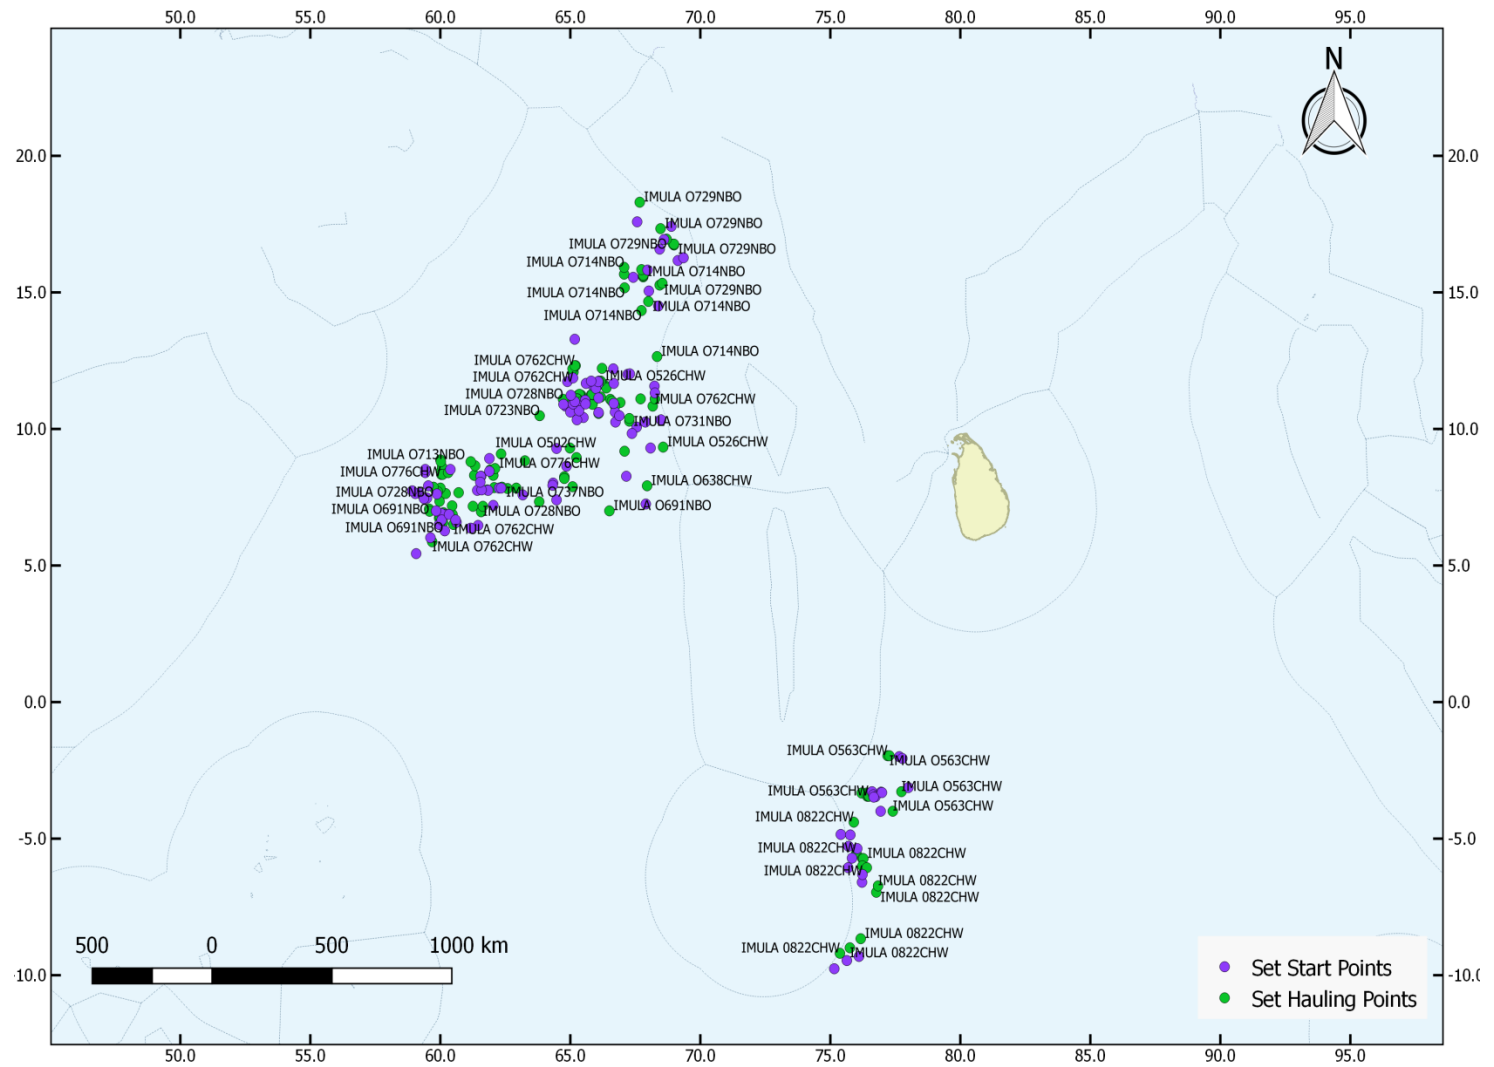 50.0 55.0 60.0 65.0 70.0 75.0 80.0 85.0 90.0 95.0
N
20.0 20.0
IMULA O729NBO
IMULA O729NBO
IMULA O729NBO
IMULA O729NBO
IMULA O714NBO
IMULA O714NBO
15.0 15.0
IMULA O714NBO
IMULA O729NBO
IMULA O714NBO
IMULA O714NBO
IMULA O714NBO
IMULA O762CHW
IMULA O762CHW
IMULA O526CHW
IMULA O728NBO
IMULA O762CHW
IMULA 0723NBO
IMULA O731NBO
10.0 10.0
IMULA O502CHW
IMULA O526CHW
IMULA O713NBO
IMULA O776CHW
IMULA O776CHW
IMULA O638CHW
IMULA O728NBO
IMULA O737NBO
IMULA O691NBO
IMULA O691NBO
IMULA O728NBO
IMULA O691NBO
IMULA O762CHW
IMULA O762CHW
5.0 5.0
0.0 0.0
IMULA O563CHW
IMULA O563CHW
IMULA O563CHW
IMULA O563CHW
IMULA O563CHW
IMULA 0822CHW
-5.0 -5.0
IMULA 0822CHW
IMULA 0822CHW
IMULA 0822CHW
IMULA 0822CHW
IMULA 0822CHW
IMULA 0822CHW
IMULA 0822CHW
IMULA 0822CHW
500 0 500 1000 km
Set Start Points
10.0 -10.0
Set Hauling Points
50.0 55.0 60.0 65.0 70.0 75.0 80.0 85.0 90.0 95.0